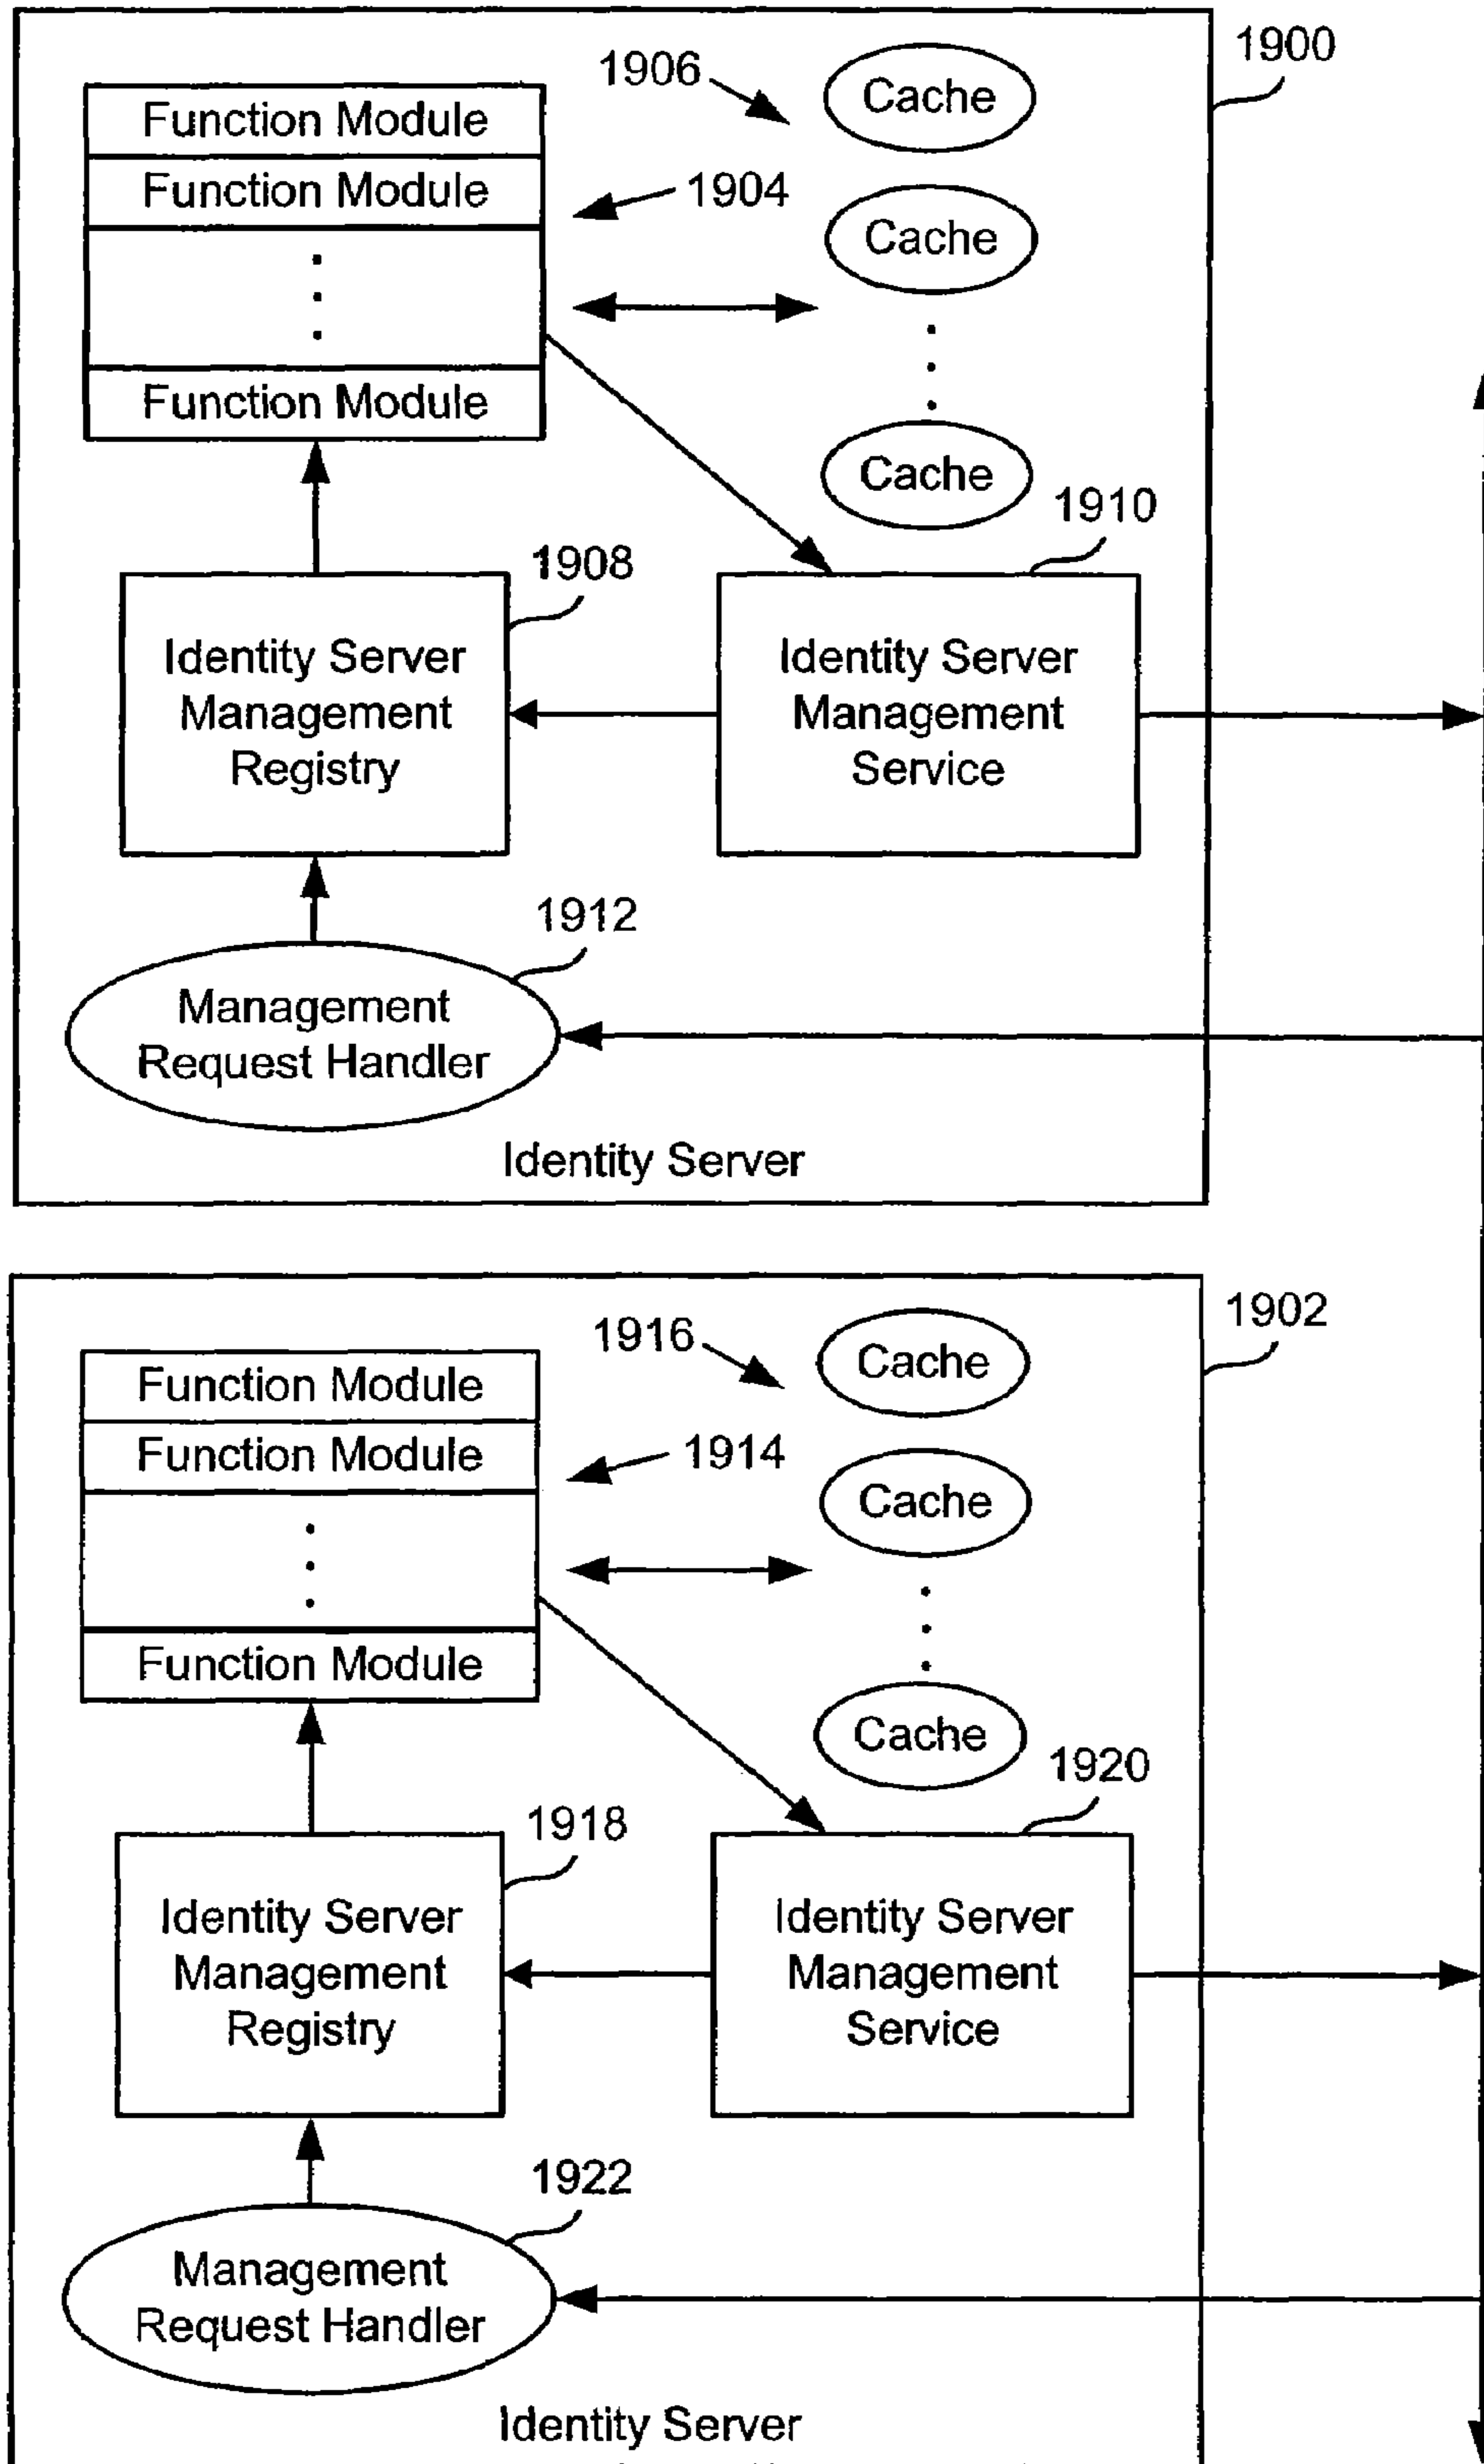 1900
1906
Cache
Function Module
Function Module
1904
Cache
Function Module
Cache
1910
1908
Identity Server
Management
Registry
Identity Server
Management
Service
1912
Management
Request Handler
Identity Server
1902
1916
Cache
Function Module
Function Module
1914
Cache
Function Module
Cache
1920
1918
Identity Server
Management
Registry
Identity Server
Management
Service
1922
Management
Request Handler
Identity Server